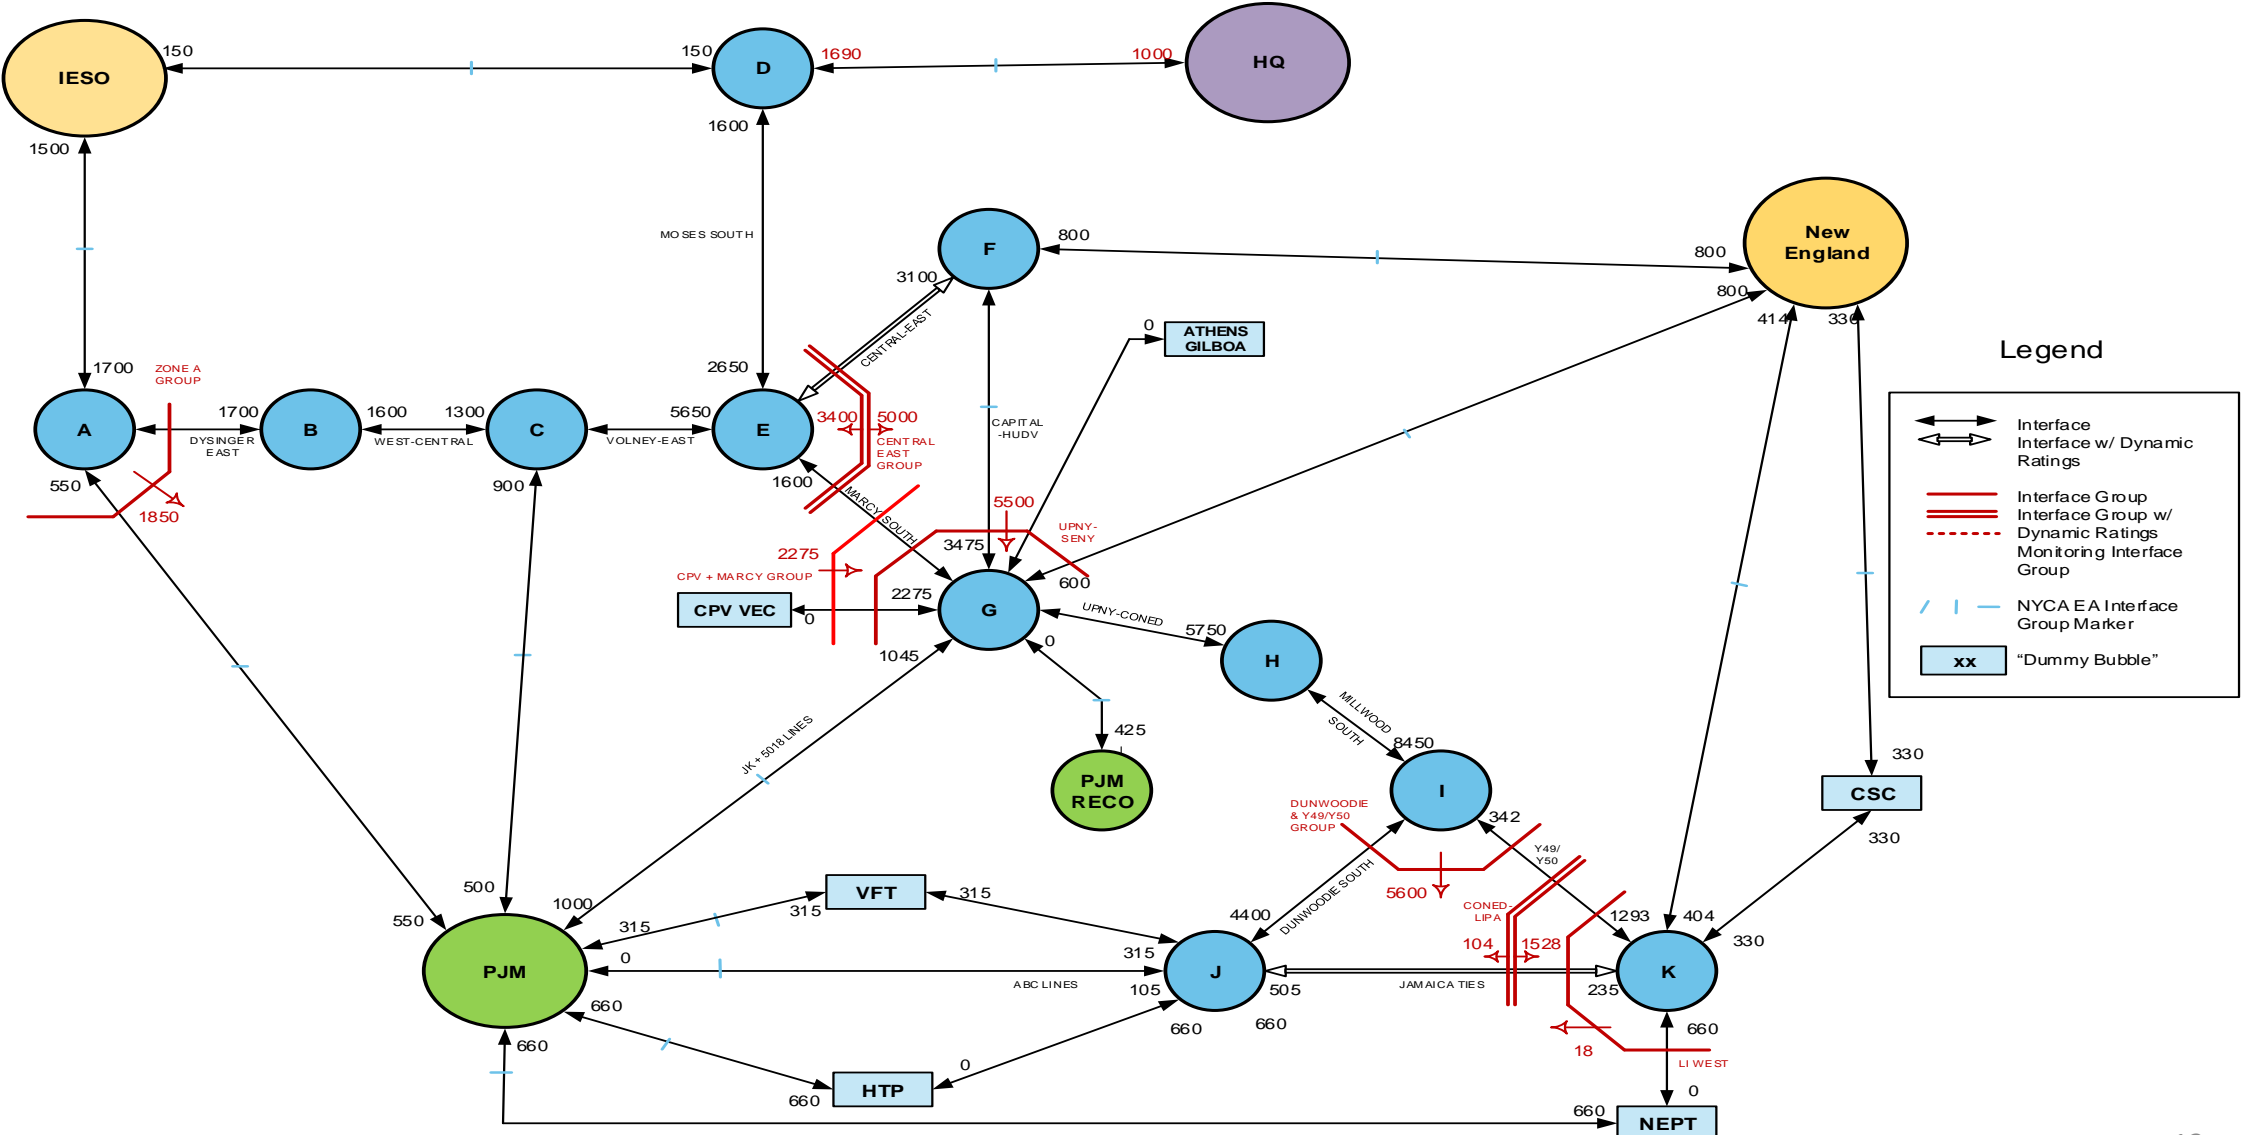 150
150
1690
1000
IESO
D
HQ
1500
1600
MOSES SOUTH
F
800
New
England
800
3100
800
414
330
0
ATHENS
GILBOA
CENTRAL-EAST
Legend
1700
ZONE A
GROUP
2650
A
1700
DYSINGER
EAST
B
1600
WEST-CENTRAL
1300
C
VOLNEY-EAST
5650
E
3400
5000
CENTRAL
EAST
GROUP
CAPITAL
-HUDV
Interface
Interface w/ Dynamic
Ratings
550
1850
900
1600
MARCY SOUTH
5500
UPNY-
SENY
Interface Group
Interface Group w/
Dynamic Ratings
Monitoring Interface
Group
3475
2275
CPV + MARCY GROUP
600
CPV VEC
0
2275
G
UPNY-CONED
5750
NYCA EA Interface
Group Marker
1045
0
H
xx
“Dummy Bubble”
MILLWOOD
SOUTH
JK + 5018 LINES
425
8450
PJM
RECO
I
330
CSC
330
DUNWOODIE
& Y49/Y50
GROUP
342
Y49/
Y50
5600
DUNWOODIE SOUTH
500
550
1000
VFT
315
315
315
CONED-
LIPA
4400
1293
404
330
104
1528
0
315
PJM
J
K
ABC LINES
105
505
JAMAICA TIES
235
660
660
660
660
660
18
LI WEST
0
HTP
660
0
660
NEPT